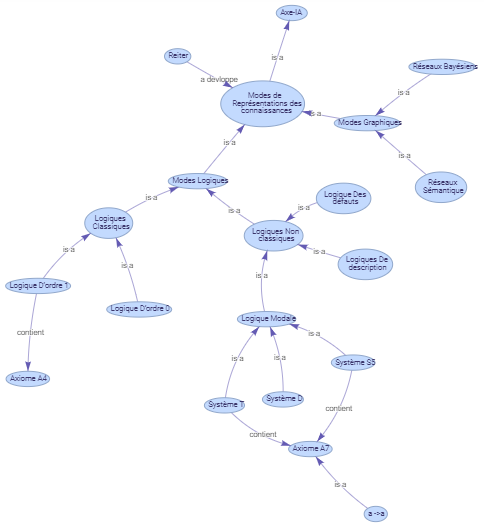 Axe-IA
is a
Reiter
a devloppe
Modes de
Représentations des
connaissances
Réseaux Bayésiens
is a
is a
Modes Graphiques
is a
is a
Réseaux
Sémantique
Modes Logiques
is a
Logique Des
défauts
is a
is a
Logiques
Classiques
Logiques Non
classiques
is a
is a
is a
Logiques De
description
is a
Logique D'ordre 1
Logique D'ordre 0
Logique Modale
contient
is a
is a
is a
Système S5
Axiome A4
Système T
Système D
contient
contient
Axiome A7
is a
a ->a